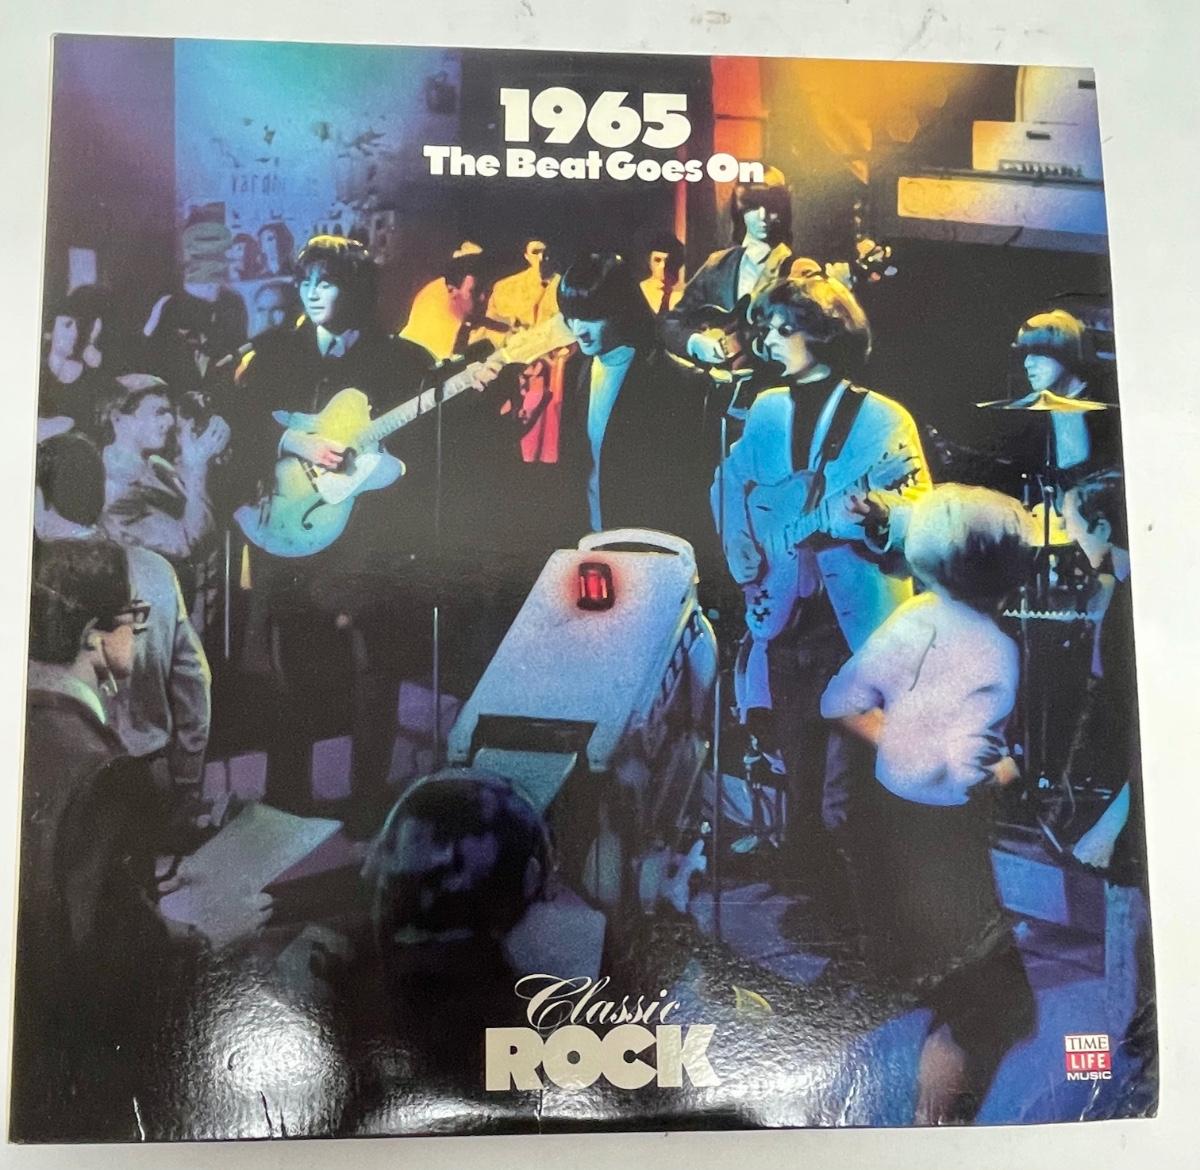 1965
The Beat Goes On
Classic
ROCK
TIME
LIFE
MUSIC